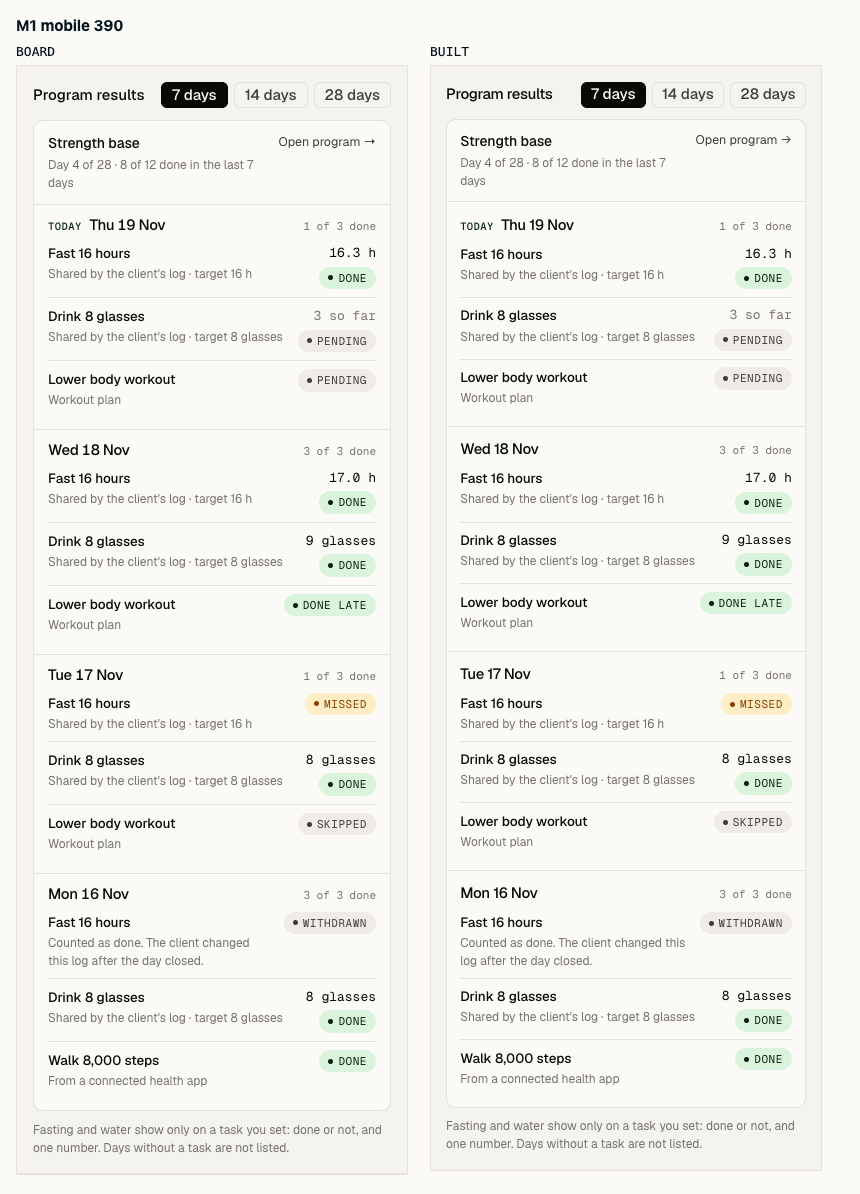 M1 mobile 390
BOARD
Program results 7 days 14 days 28 days
Strength base Open program →
Day 4 of 28 · 8 of 12 done in the last 7
days
TODAY Thu 19 Nov 1 of 3 done
Fast 16 hours 16.3 h
Shared by the client's log · target 16 h DONE
Drink 8 glasses 3 so far
Shared by the client's log · target 8 glasses PENDING
Lower body workout PENDING
Workout plan
Wed 18 Nov 3 of 3 done
Fast 16 hours 17.0 h
Shared by the client's log · target 16 h DONE
Drink 8 glasses 9 glasses
Shared by the client's log · target 8 glasses DONE
Lower body workout DONE LATE
Workout plan
Tue 17 Nov 1 of 3 done
Fast 16 hours MISSED
Shared by the client's log · target 16 h
Drink 8 glasses 8 glasses
Shared by the client's log · target 8 glasses DONE
Lower body workout SKIPPED
Workout plan
Mon 16 Nov 3 of 3 done
Fast 16 hours WITHDRAWN
Counted as done. The client changed
this log after the day closed.
Drink 8 glasses 8 glasses
Shared by the client's log · target 8 glasses DONE
Walk 8,000 steps DONE
From a connected health app
Fasting and water show only on a task you set: done or not, and
one number. Days without a task are not listed.
BUILT
Program results 7 days 14 days 28 days
Strength base Open program →
Day 4 of 28 · 8 of 12 done in the last 7
days
TODAY Thu 19 Nov 1 of 3 done
Fast 16 hours 16.3 h
Shared by the client's log · target 16 h DONE
Drink 8 glasses 3 so far
Shared by the client's log · target 8 glasses PENDING
Lower body workout PENDING
Workout plan
Wed 18 Nov 3 of 3 done
Fast 16 hours 17.0 h
Shared by the client's log · target 16 h DONE
Drink 8 glasses 9 glasses
Shared by the client's log · target 8 glasses DONE
Lower body workout DONE LATE
Workout plan
Tue 17 Nov 1 of 3 done
Fast 16 hours MISSED
Shared by the client's log · target 16 h
Drink 8 glasses 8 glasses
Shared by the client's log · target 8 glasses DONE
Lower body workout SKIPPED
Workout plan
Mon 16 Nov 3 of 3 done
Fast 16 hours WITHDRAWN
Counted as done. The client changed this
log after the day closed.
Drink 8 glasses 8 glasses
Shared by the client's log · target 8 glasses DONE
Walk 8,000 steps DONE
From a connected health app
Fasting and water show only on a task you set: done or not, and
one number. Days without a task are not listed.